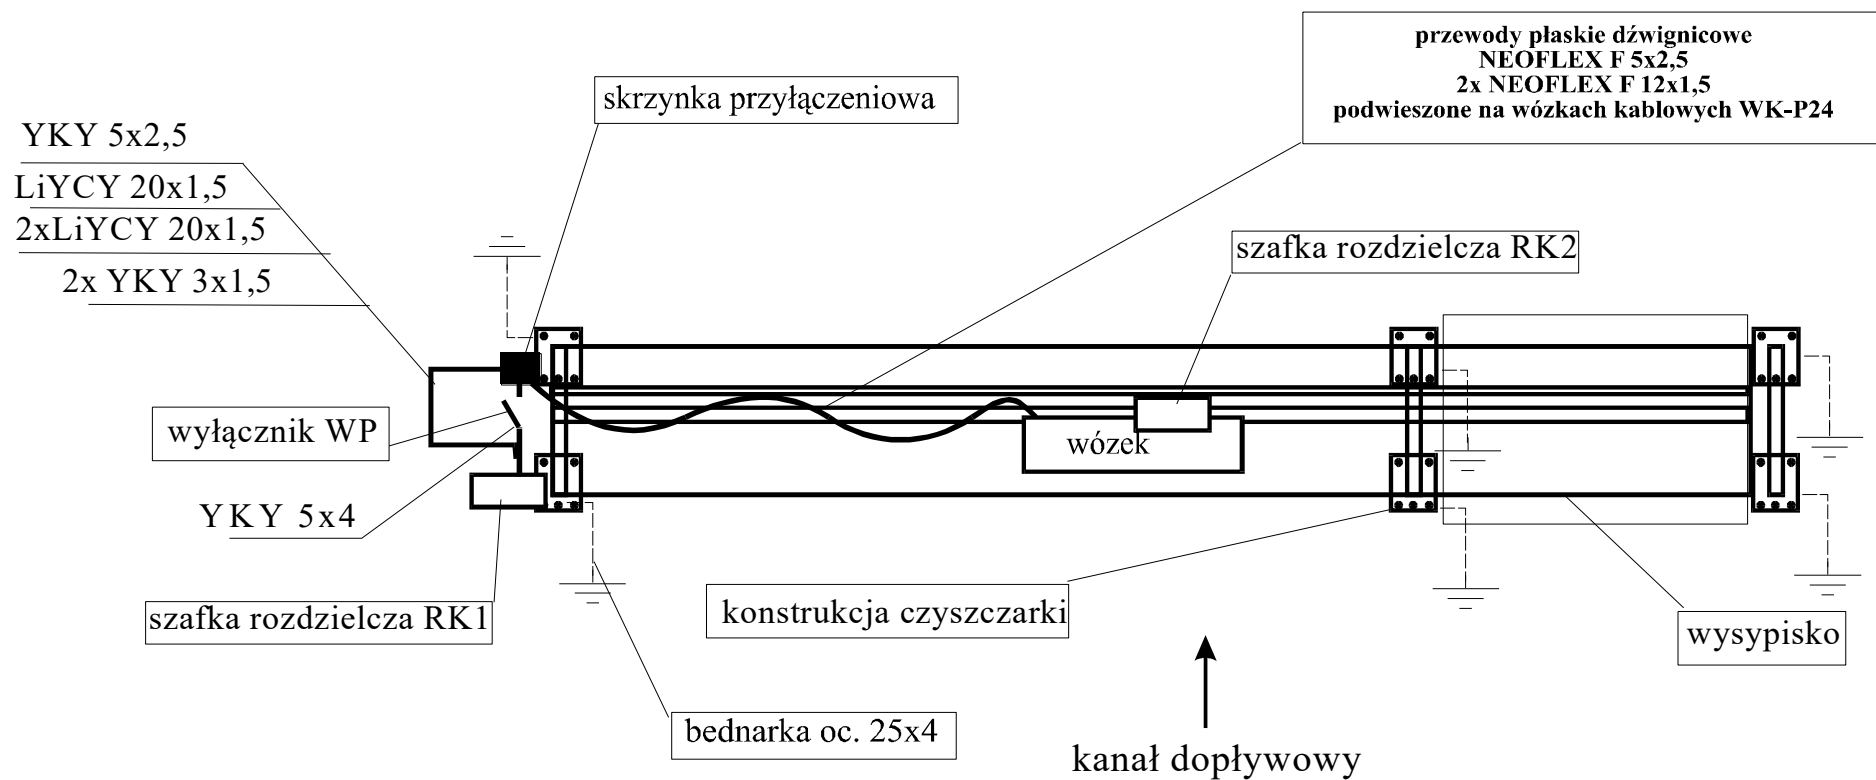 przewody płaskie dźwignicowe
NEOFLEX F 5x2,5
2x NEOFLEX F 12x1,5
podwieszone na wózkach kablowych WK-P24
skrzynka przyłączeniowa
YKY 5x2,5
LiYCY 20x1,5
2xLiYCY 20x1,5
2x YKY 3x1,5
szafka rozdzielcza RK2
wyłącznik WP
wózek
YKY 5x4
szafka rozdzielcza RK1
konstrukcja czyszczarki
wysypisko
bednarka oc. 25x4
kanał dopływowy